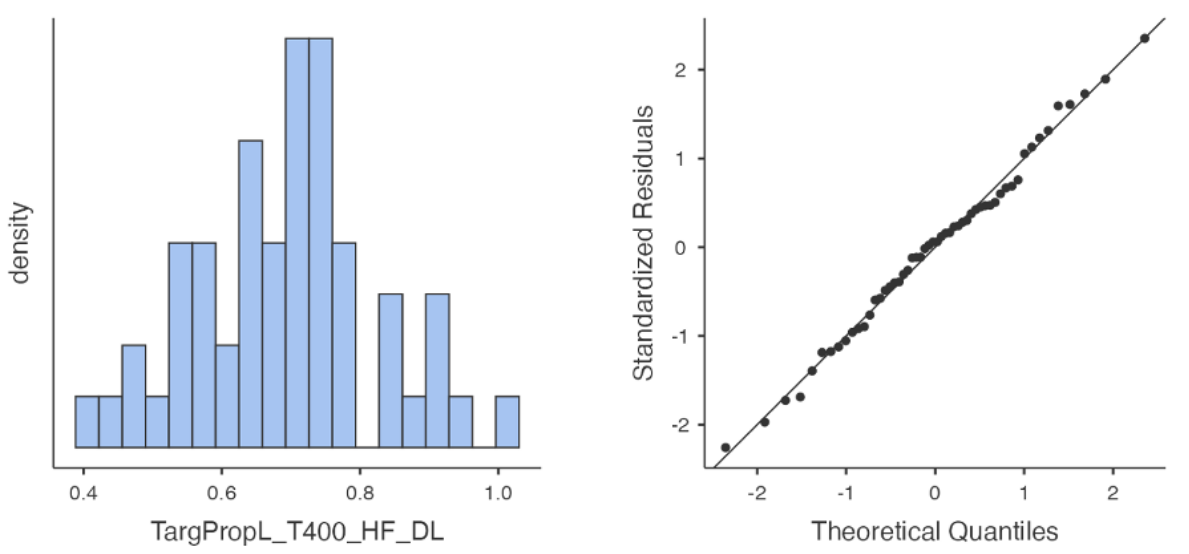 density
0.4 0.6 0.8 1.0
TargPropL_T400_HF_DL
Standardized Residuals
2
1
0
-1
-2
-2 -1 0 1 2
Theoretical Quantiles